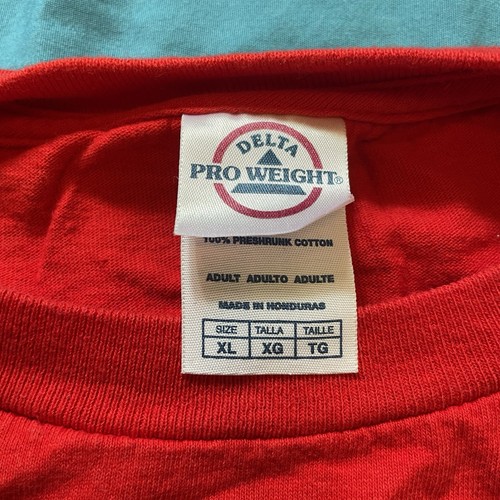 DELTA
PRO WEIGHT®
100% PRESHRUNK COTTON
ADULT ADULTO ADULTE
MADE IN HONDURAS
SIZE TALLA TAILLE
XL XG TG